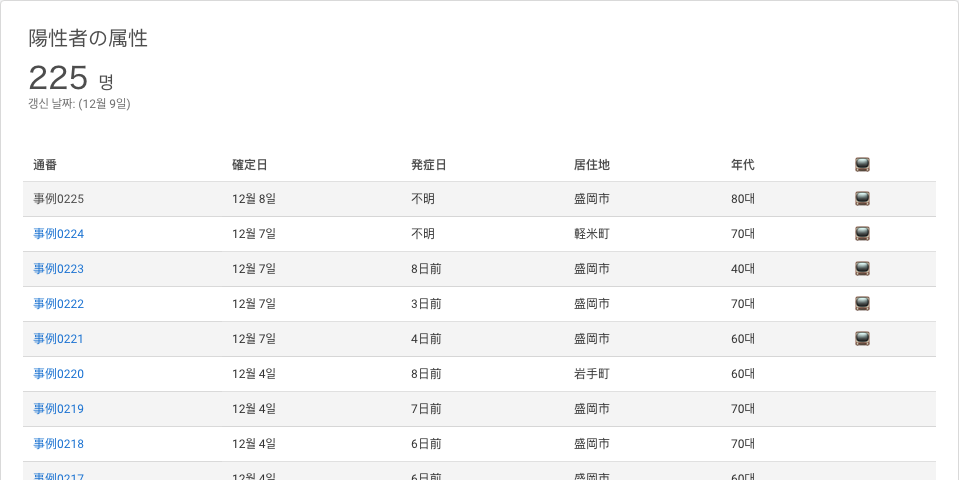 陽性者の属性
225 명
갱신 날짜: (12월 9일)
通番 確定日 発症日 居住地 年代 📺
事例0225 12월 8일 不明 盛岡市 80대 📺
事例0224 12월 7일 不明 軽米町 70대 📺
事例0223 12월 7일 8日前 盛岡市 40대 📺
事例0222 12월 7일 3日前 盛岡市 70대 📺
事例0221 12월 7일 4日前 盛岡市 60대 📺
事例0220 12월 4일 8日前 岩手町 60대
事例0219 12월 4일 7日前 盛岡市 70대
事例0218 12월 4일 6日前 盛岡市 70대
事例0217 12월 4일 6日前 盛岡市 60대